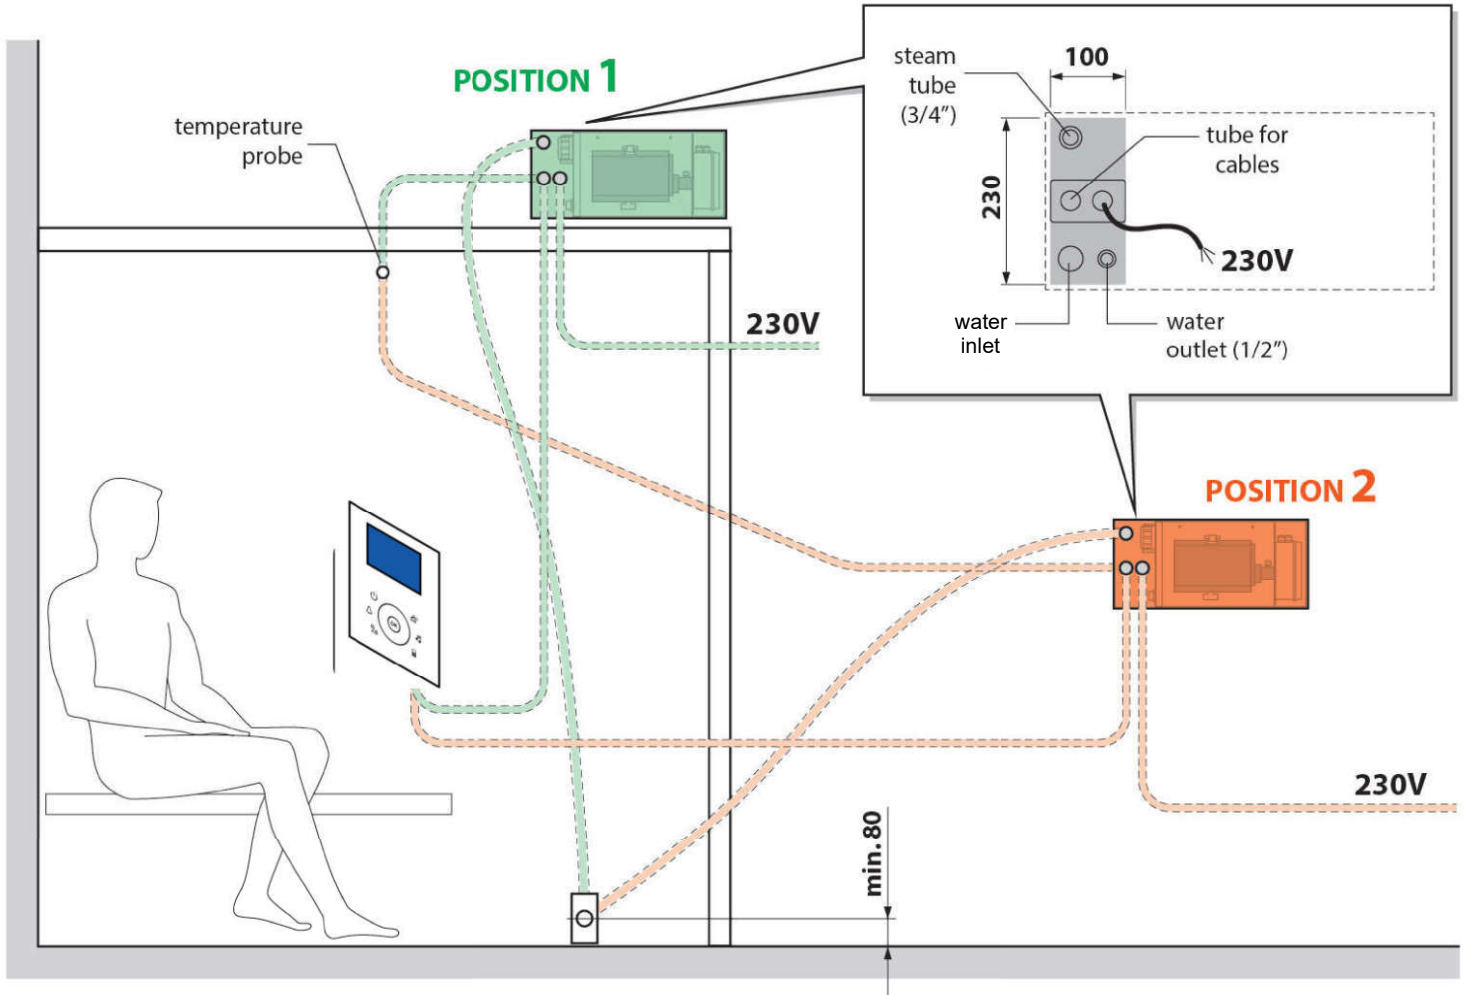 POSITION 1
temperature
probe
steam
tube
(3/4”)
100
tube for
cables
230
230V
water
inlet
water
outlet (1/2”)
230V
POSITION 2
OK
230V
min.80